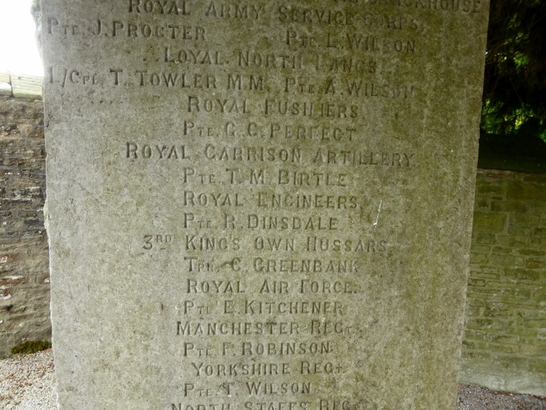 ROYAL ARMY SERVICE CORPS
PTE. J. PROCTER PTE. L. WILSON
LOYAL NORTH LANCS
L/CPL T. TOWLER M.M. PTE. A. WILSON
ROYAL FUSILIERS
PTE. G. C. PERFECT
ROYAL GARRISON ARTILLERY
PTE. T. M. BIRTLE
ROYAL ENGINEERS
PTE. R. DINSDALE
3RD KING'S OWN HUSSARS
TPR. C. GREENBANK
ROYAL AIR FORCE
PTE. E. KITCHENER
MANCHESTER REGT.
PTE. F. ROBINSON
YORKSHIRE REGT.
PTE. T. WILSON
NORTH STAFFS REGT.